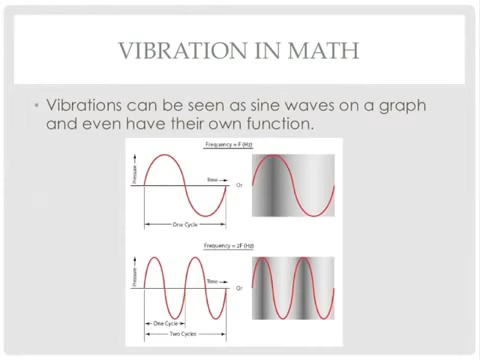 VIBRATION IN MATH
• Vibrations can be seen as sine waves on a graph
and even have their own function.
Frequency = F (Hz)
Pressure
Time
Or
One Cycle
Frequency = 2F (Hz)
Pressure
Time
Or
One Cycle
Two Cycles